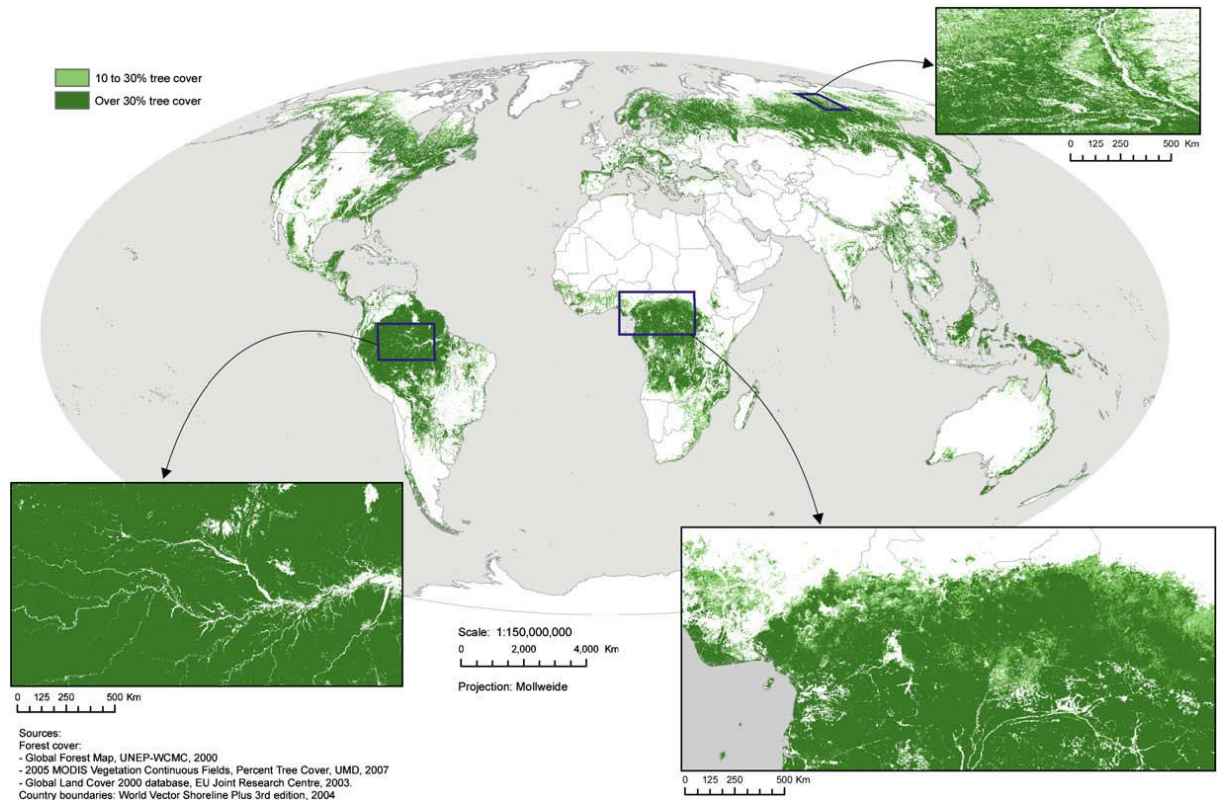 10 to 30% tree cover
Over 30% tree cover
0 125 250 500 Km
0 125 250 500 Km
Scale: 1:150,000,000
0 2,000 4,000 Km
Projection: Mollweide
0 125 250 500 Km
Sources:
Forest cover:
- Global Forest Map, UNEP-WCMC, 2000
- 2005 MODIS Vegetation Continuous Fields, Percent Tree Cover, UMD, 2007
- Global Land Cover 2000 database, EU Joint Research Centre, 2003.
Country boundaries: World Vector Shoreline Plus 3rd edition, 2004